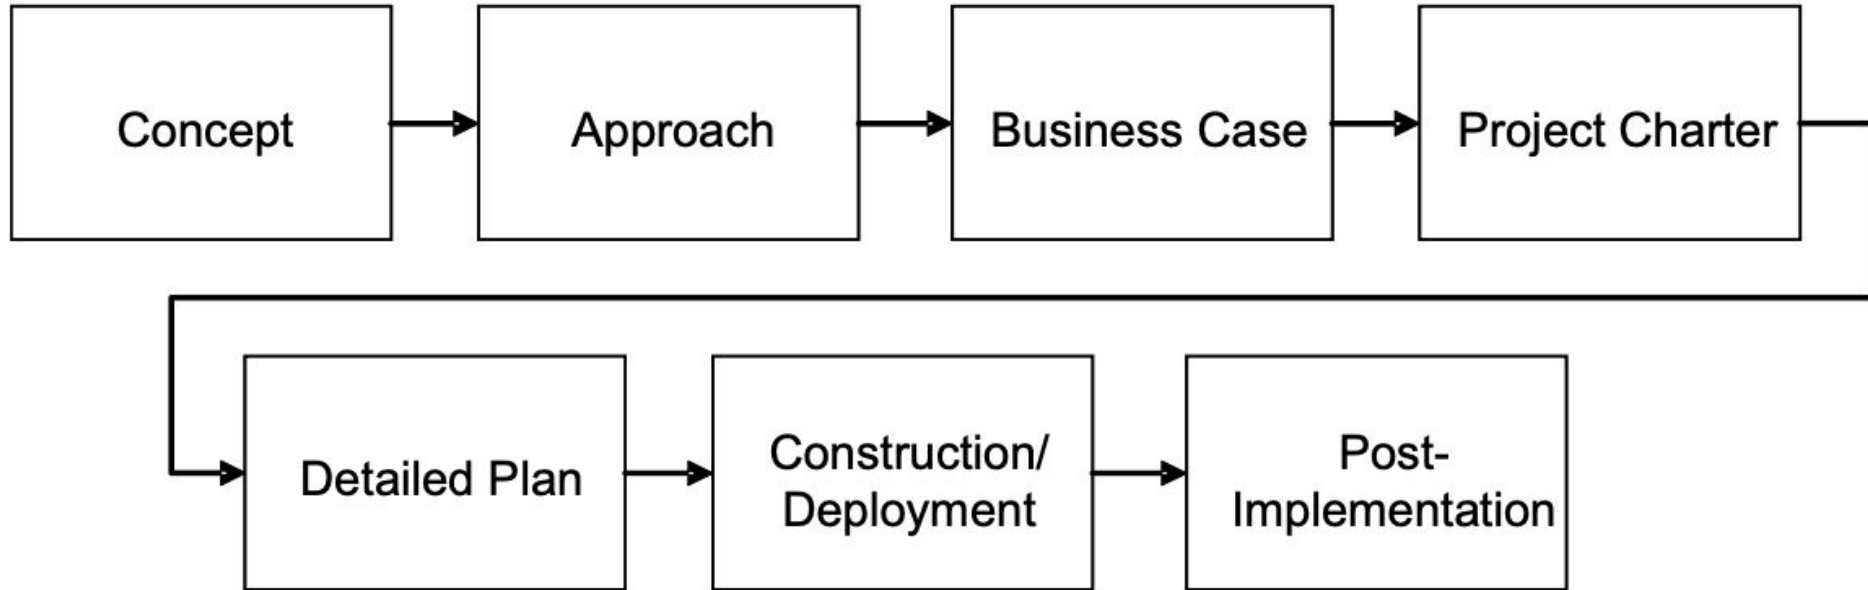 Concept
Approach
Business Case
Project Charter
Detailed Plan
Construction/
Deployment
Post-
Implementation